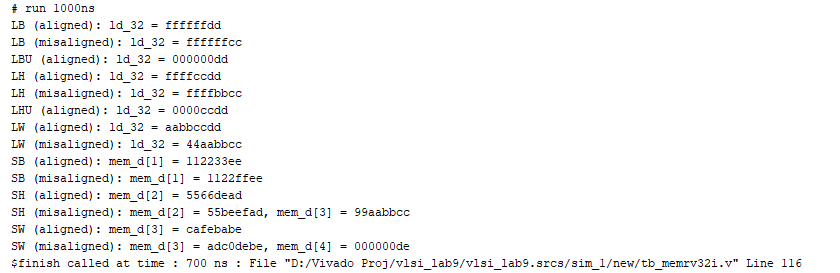 # run 1000ns
LB (aligned): ld_32 = ffffffdd
LB (misaligned): ld_32 = ffffffcc
LBU (aligned): ld_32 = 000000dd
LH (aligned): ld_32 = ffffccdd
LH (misaligned): ld_32 = ffffbbcc
LHU (aligned): ld_32 = 0000ccdd
LW (aligned): ld_32 = aabbccdd
LW (misaligned): ld_32 = 44aabbcc
SB (aligned): mem_d[1] = 112233ee
SB (misaligned): mem_d[1] = 1122ffee
SH (aligned): mem_d[2] = 5566dead
SH (misaligned): mem_d[2] = 55beefad, mem_d[3] = 99aabbcc
SW (aligned): mem_d[3] = cafebabe
SW (misaligned): mem_d[3] = adc0debe, mem_d[4] = 000000de
$finish called at time : 700 ns : File "D:/Vivado Proj/vlsi_lab9/vlsi_lab9.srcs/sim_1/new/tb_memrv32i.v" Line 116